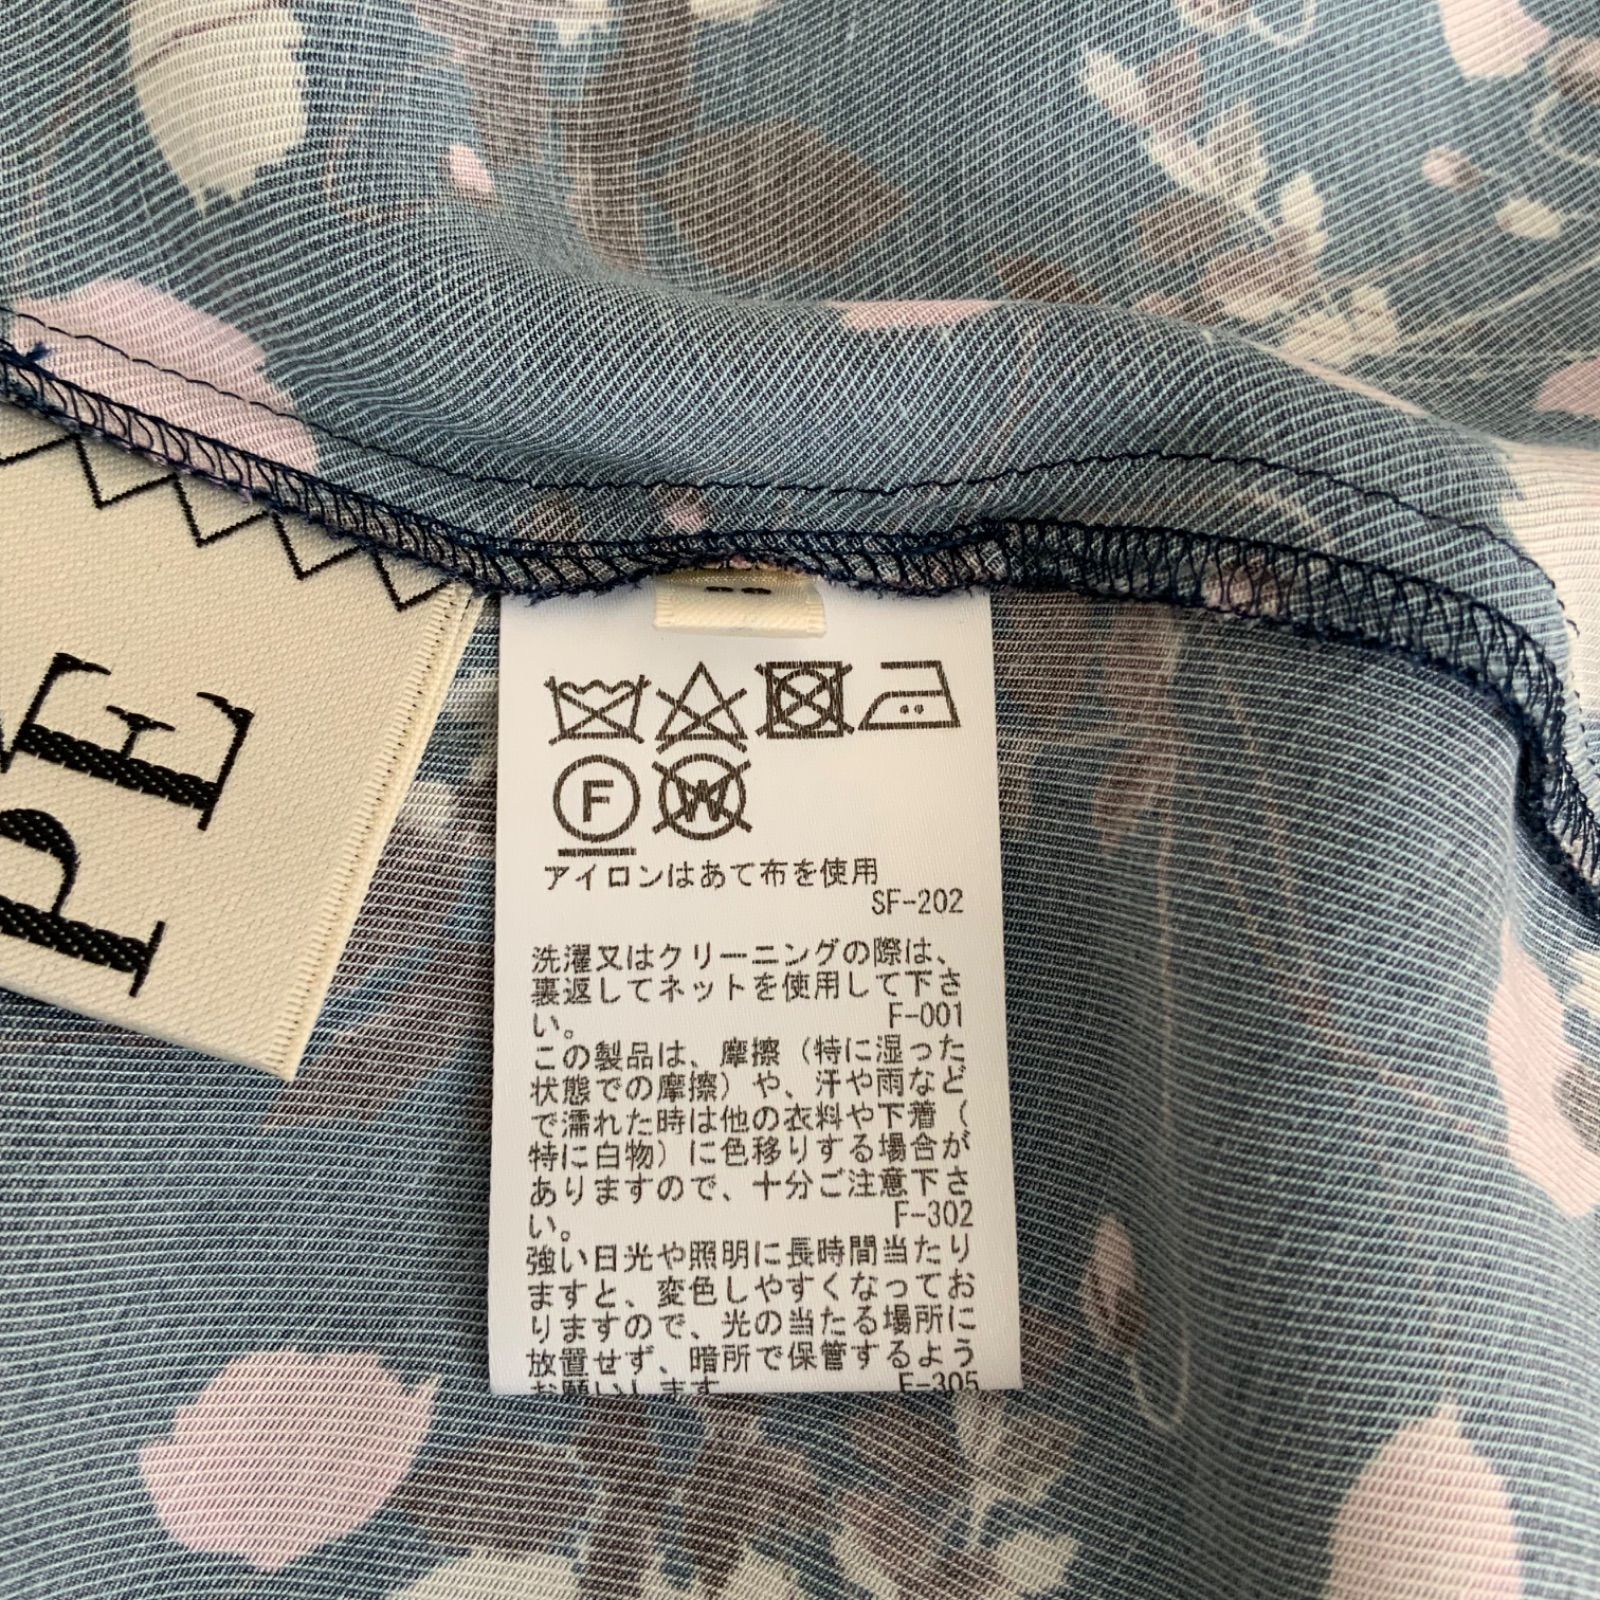 PE
F
W
アイロンはあて布を使用
SF-202
洗濯又はクリーニングの際は、
裏返してネットを使用して下さ
い。 F-001
この製品は、摩擦（特に湿った
状態での摩擦）や、汗や雨など
で濡れた時は他の衣料や下着（
特に白物）に色移りする場合が
ありますので、十分ご注意下さ
い。 F-302
強い日光や照明に長時間当たり
ますと、変色しやすくなってお
りますので、光の当たる場所に
放置せず、暗所で保管するよう
お願いします F-305